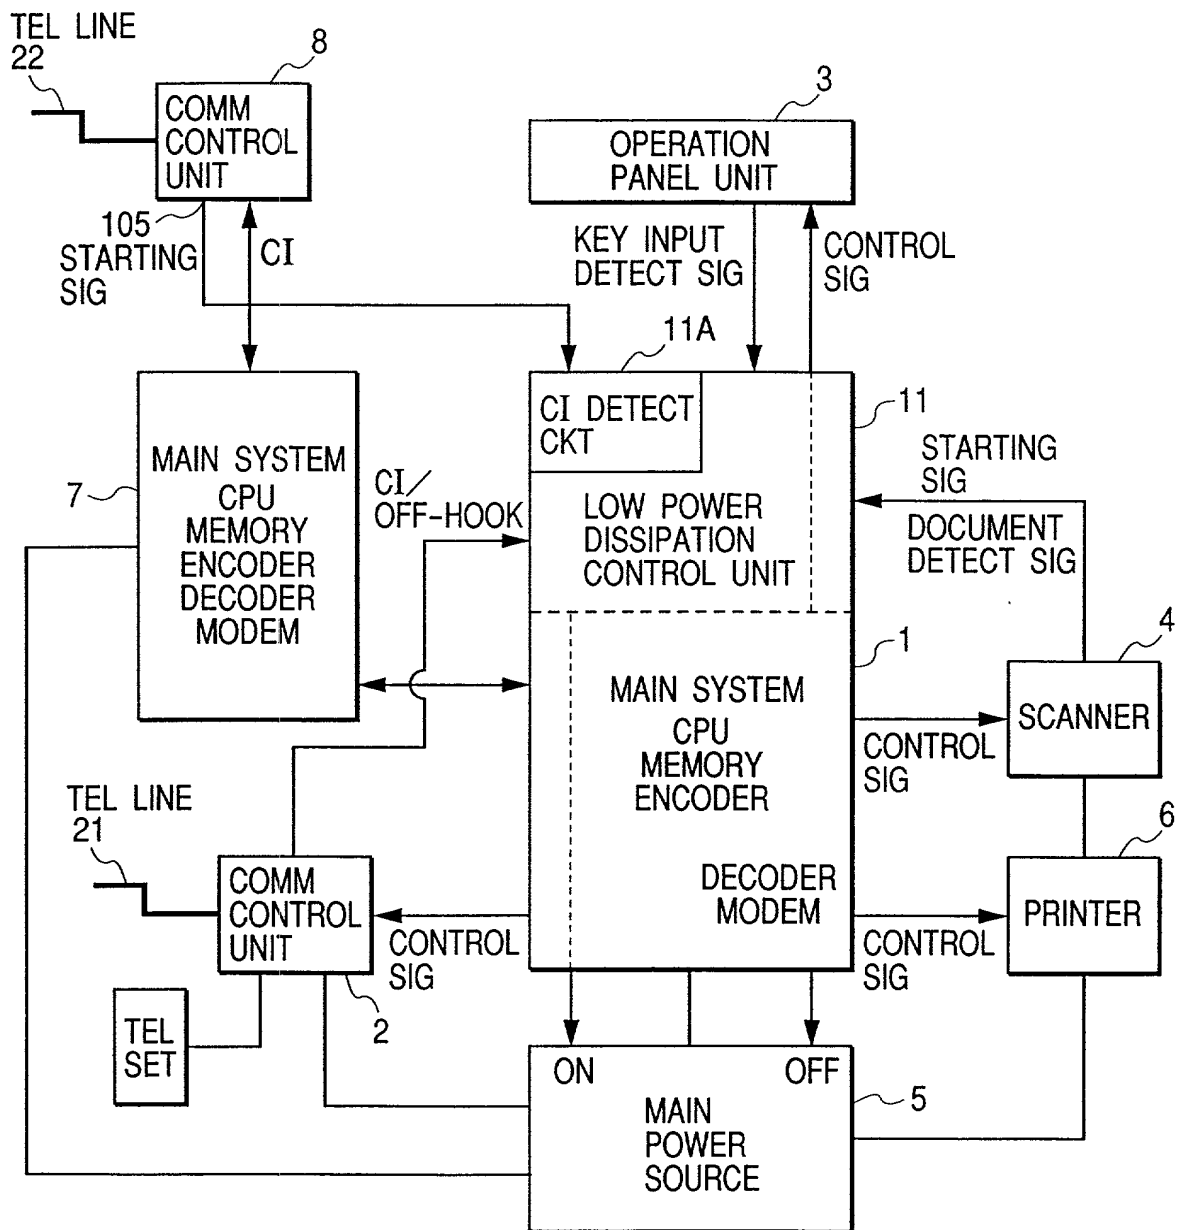 TEL LINE
22
8
COMM
CONTROL
UNIT
3
OPERATION
PANEL UNIT
105
STARTING
SIG
CI
KEY INPUT
DETECT SIG
CONTROL
SIG
11A
CI DETECT
CKT
11
MAIN SYSTEM
CPU
MEMORY
ENCODER
DECODER
MODEM
7
CI/
OFF-HOOK
LOW POWER
DISSIPATION
CONTROL UNIT
STARTING
SIG
DOCUMENT
DETECT SIG
1
4
MAIN SYSTEM
CPU
MEMORY
ENCODER
DECODER
MODEM
CONTROL
SIG
SCANNER
TEL LINE
21
COMM
CONTROL
UNIT
CONTROL
SIG
6
CONTROL
SIG
PRINTER
TEL
SET
2
ON
OFF
MAIN
POWER
SOURCE
5